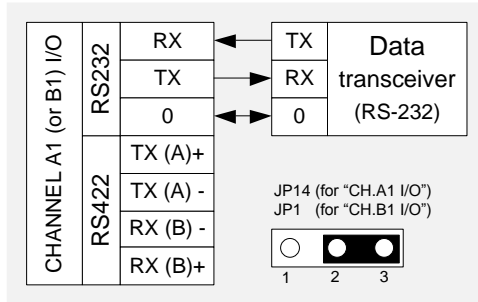 CHANNEL A1 (or B1) I/O
RS232
RX
TX
0
RS422
TX (A)+
TX (A) -
RX (B) -
RX (B)+
TX
RX
0
Data
transceiver
(RS-232)
JP14 (for “CH.A1 I/O”)
JP1 (for “CH.B1 I/O”)
1 2 3